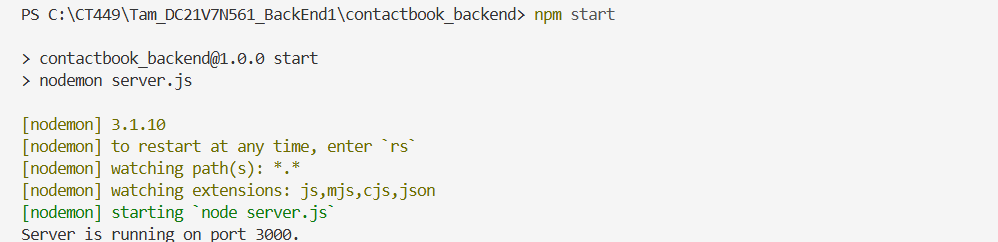 PS C:\CT449\Tam_DC21V7N561_BackEnd1\contactbook_backend> npm start
> contactbook_backend@1.0.0 start
> nodemon server.js
[nodemon] 3.1.10
[nodemon] to restart at any time, enter `rs`
[nodemon] watching path(s): *.*
[nodemon] watching extensions: js,mjs,cjs,json
[nodemon] starting `node server.js`
Server is running on port 3000.